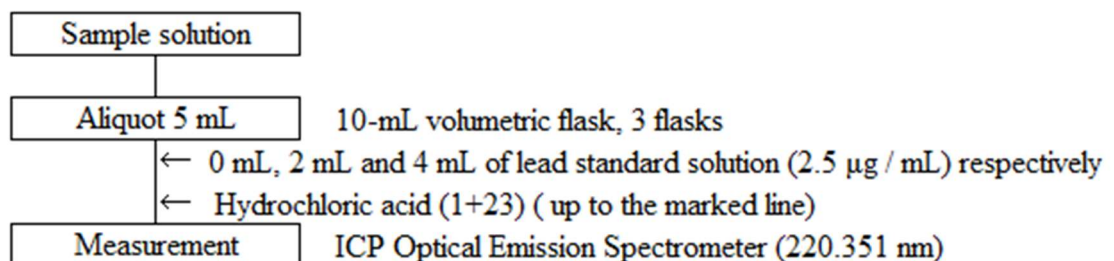 Sample solution
Aliquot 5 mL 10-mL volumetric flask, 3 flasks
← 0 mL, 2 mL and 4 mL of lead standard solution (2.5 µg / mL) respectively
← Hydrochloric acid (1+23) ( up to the marked line)
Measurement ICP Optical Emission Spectrometer (220.351 nm)